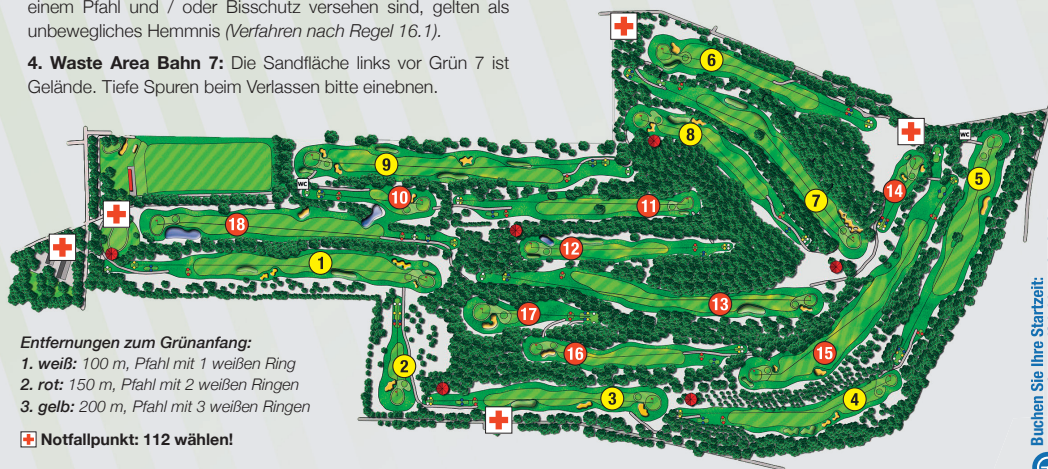 einem Pfahl und / oder Bisschutz versehen sind, gelten als
unbewegliches Hemmnis (Verfahren nach Regel 16.1).
4. Waste Area Bahn 7: Die Sandfläche links vor Grün 7 ist
Gelände. Tiefe Spuren beim Verlassen bitte einebnen.
6
8
WC
9
5
WC
14
10
7
11
18
12
1
13
17
16
15
2
3
4
Entfernungen zum Grünanfang:
1. weiß: 100 m, Pfahl mit 1 weißen Ring
2. rot: 150 m, Pfahl mit 2 weißen Ringen
3. gelb: 200 m, Pfahl mit 3 weißen Ringen
Notfallpunkt: 112 wählen!
Buchen Sie Ihre Startzeit: